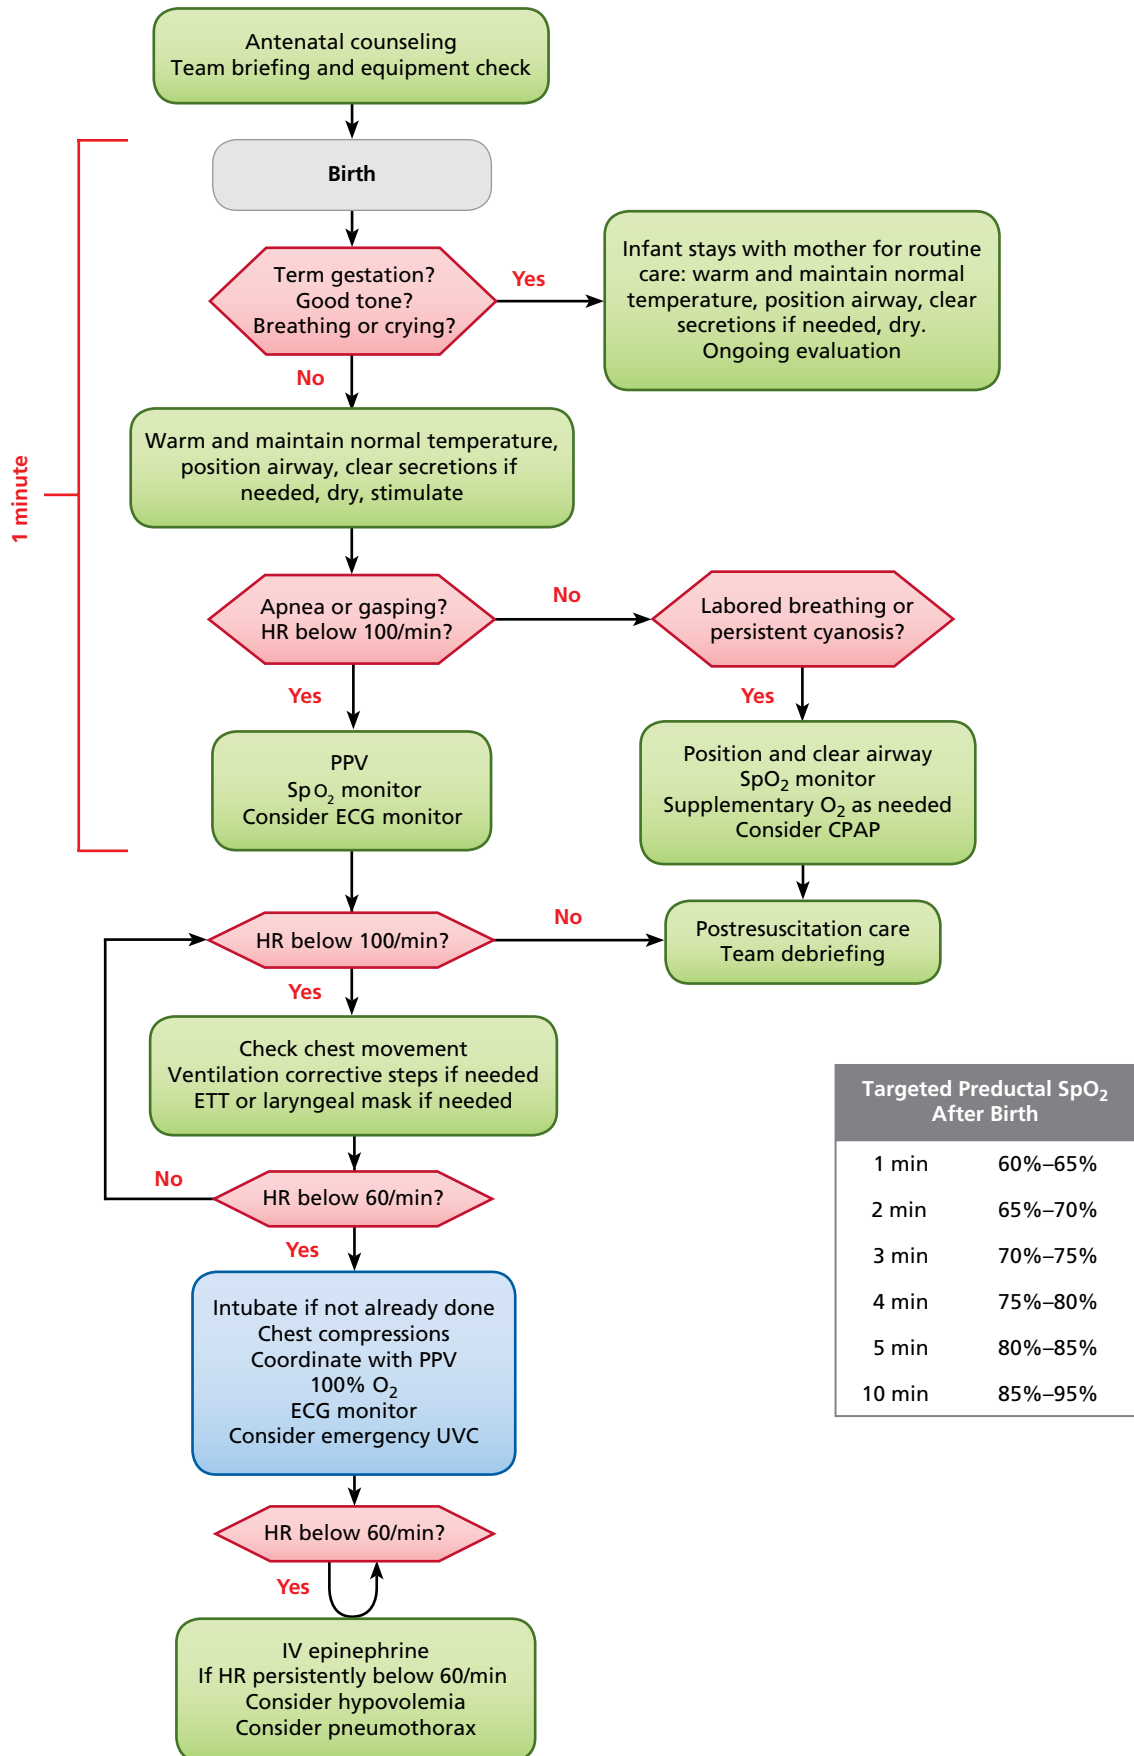 Antenatal counseling
Team briefing and equipment check
Birth
Term gestation?
Good tone?
Breathing or crying?
Yes
Infant stays with mother for routine
care: warm and maintain normal
temperature, position airway, clear
secretions if needed, dry.
Ongoing evaluation
No
Warm and maintain normal temperature,
position airway, clear secretions if
needed, dry, stimulate
1 minute
Apnea or gasping?
HR below 100/min?
No
Labored breathing or
persistent cyanosis?
Yes
Yes
PPV
SpO₂ monitor
Consider ECG monitor
Position and clear airway
SpO₂ monitor
Supplementary O₂ as needed
Consider CPAP
HR below 100/min?
No
Postresuscitation care
Team debriefing
Yes
Check chest movement
Ventilation corrective steps if needed
ETT or laryngeal mask if needed
No
HR below 60/min?
Yes
Intubate if not already done
Chest compressions
Coordinate with PPV
100% O₂
ECG monitor
Consider emergency UVC
HR below 60/min?
Yes
IV epinephrine
If HR persistently below 60/min
Consider hypovolemia
Consider pneumothorax
Targeted Preductal SpO₂
After Birth
1 min 60%–65%
2 min 65%–70%
3 min 70%–75%
4 min 75%–80%
5 min 80%–85%
10 min 85%–95%